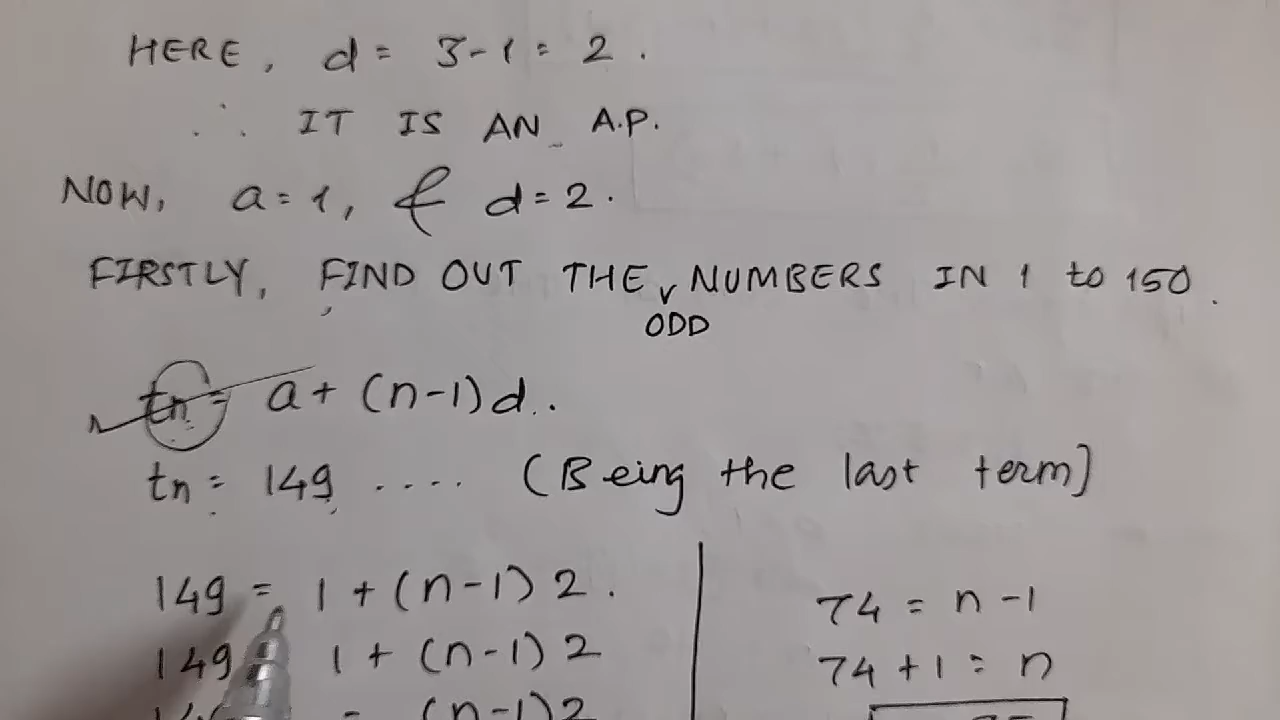 HERE, d = 3-1 = 2.
∴ IT IS AN A.P.
NOW, a=1, & d=2.
FIRSTLY, FIND OUT THE ODD NUMBERS IN 1 to 150.
tn = a + (n-1)d..
tn = 149 .... (Being the last term]
149 = 1 + (n-1) 2.
149 = 1 + (n-1) 2
= (n-1)2
74 = n-1
74 + 1 = n